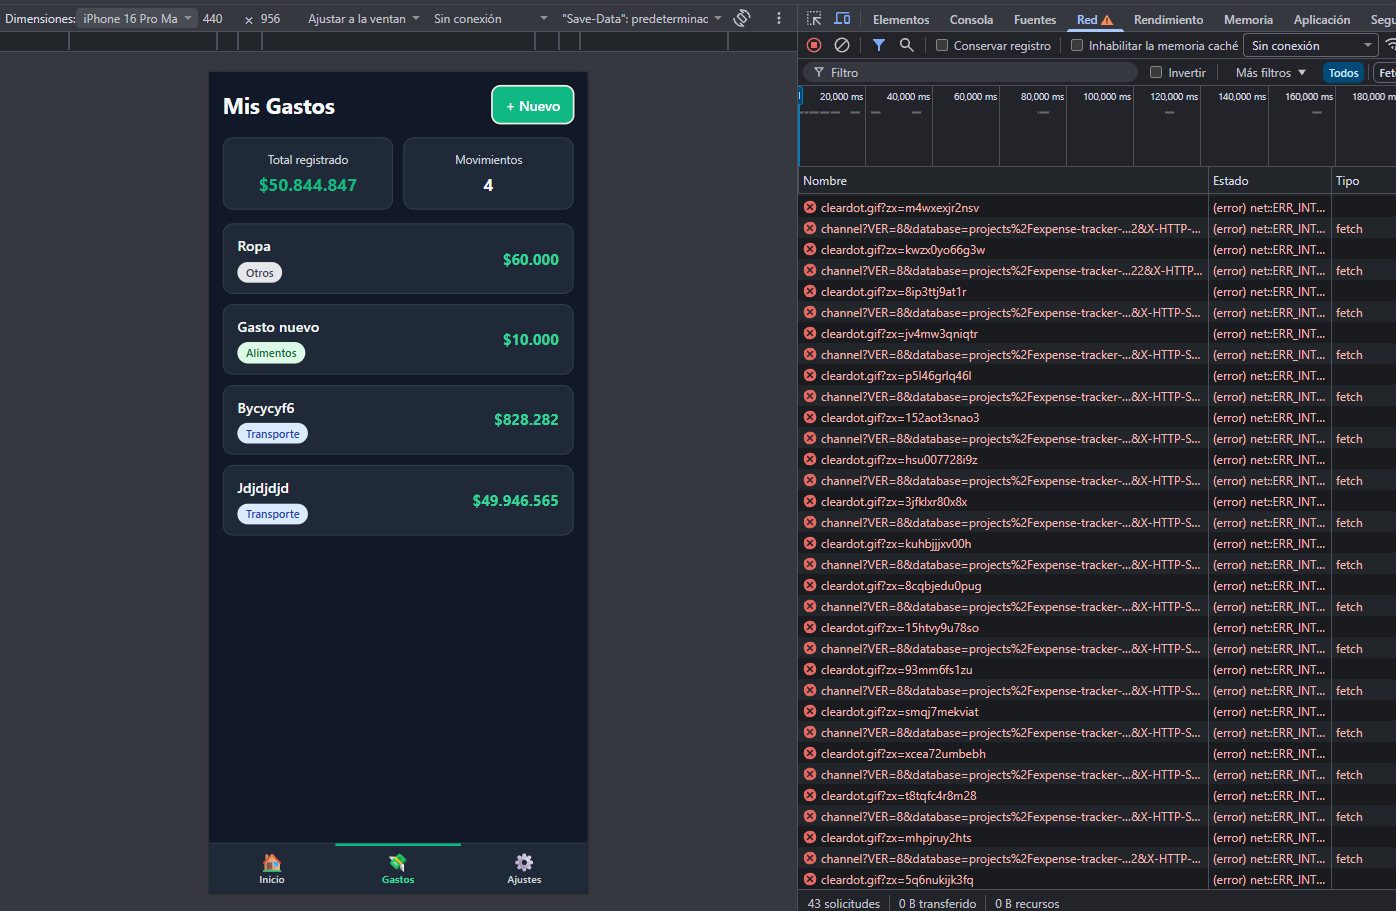 Dimensiones: iPhone 16 Pro Ma 440 × 956 Ajustar a la ventan Sin conexión "Save-Data": predeterminac
Mis Gastos
+ Nuevo
Total registrado
$50.844.847
Movimientos
4
Ropa
Otros
$60.000
Gasto nuevo
Alimentos
$10.000
Bycycyf6
Transporte
$828.282
Jdjdjdjd
Transporte
$49.946.565
Inicio
Gastos
Ajustes
Elementos Consola Fuentes Red Rendimiento Memoria Aplicación Segu
Conservar registro Inhabilitar la memoria caché Sin conexión
Filtro Invertir Más filtros Todos Fet
20,000 ms 40,000 ms 60,000 ms 80,000 ms 100,000 ms 120,000 ms 140,000 ms 160,000 ms 180,000 m
Nombre Estado Tipo
cleardot.gif?zx=m4wxexjr2nsv (error) net::ERR_INT...
channel?VER=8&database=projects%2Fexpense-tracker-...2&X-HTTP-... (error) net::ERR_INT... fetch
cleardot.gif?zx=kwzx0yo66g3w (error) net::ERR_INT...
channel?VER=8&database=projects%2Fexpense-tracker-...22&X-HTTP... (error) net::ERR_INT... fetch
cleardot.gif?zx=8ip3ttj9at1r (error) net::ERR_INT...
channel?VER=8&database=projects%2Fexpense-tracker-...&X-HTTP-S... (error) net::ERR_INT... fetch
cleardot.gif?zx=jv4mw3qniqtr (error) net::ERR_INT...
channel?VER=8&database=projects%2Fexpense-tracker-...&X-HTTP-S... (error) net::ERR_INT... fetch
cleardot.gif?zx=p5l46grlq46l (error) net::ERR_INT...
channel?VER=8&database=projects%2Fexpense-tracker-...&X-HTTP-S... (error) net::ERR_INT... fetch
cleardot.gif?zx=152aot3snao3 (error) net::ERR_INT...
channel?VER=8&database=projects%2Fexpense-tracker-...&X-HTTP-S... (error) net::ERR_INT... fetch
cleardot.gif?zx=hsu007728i9z (error) net::ERR_INT...
channel?VER=8&database=projects%2Fexpense-tracker-...&X-HTTP-S... (error) net::ERR_INT... fetch
cleardot.gif?zx=3jfklxr80x8x (error) net::ERR_INT...
channel?VER=8&database=projects%2Fexpense-tracker-...&X-HTTP-S... (error) net::ERR_INT... fetch
cleardot.gif?zx=kuhbjjjxv00h (error) net::ERR_INT...
channel?VER=8&database=projects%2Fexpense-tracker-...&X-HTTP-S... (error) net::ERR_INT... fetch
cleardot.gif?zx=8cqbjedu0pug (error) net::ERR_INT...
channel?VER=8&database=projects%2Fexpense-tracker-...&X-HTTP-S... (error) net::ERR_INT... fetch
cleardot.gif?zx=15htvy9u78so (error) net::ERR_INT...
channel?VER=8&database=projects%2Fexpense-tracker-...&X-HTTP-S... (error) net::ERR_INT... fetch
cleardot.gif?zx=93mm6fs1zu (error) net::ERR_INT...
channel?VER=8&database=projects%2Fexpense-tracker-...&X-HTTP-S... (error) net::ERR_INT... fetch
cleardot.gif?zx=smqj7mekviat (error) net::ERR_INT...
channel?VER=8&database=projects%2Fexpense-tracker-...&X-HTTP-S... (error) net::ERR_INT... fetch
cleardot.gif?zx=xcea72umbebh (error) net::ERR_INT...
channel?VER=8&database=projects%2Fexpense-tracker-...&X-HTTP-S... (error) net::ERR_INT... fetch
cleardot.gif?zx=t8tqfc4r8m28 (error) net::ERR_INT...
channel?VER=8&database=projects%2Fexpense-tracker-...&X-HTTP-S... (error) net::ERR_INT... fetch
cleardot.gif?zx=mhpjruy2hts (error) net::ERR_INT...
channel?VER=8&database=projects%2Fexpense-tracker-...2&X-HTTP-... (error) net::ERR_INT... fetch
cleardot.gif?zx=5q6nukijk3fq (error) net::ERR_INT...
43 solicitudes 0 B transferido 0 B recursos